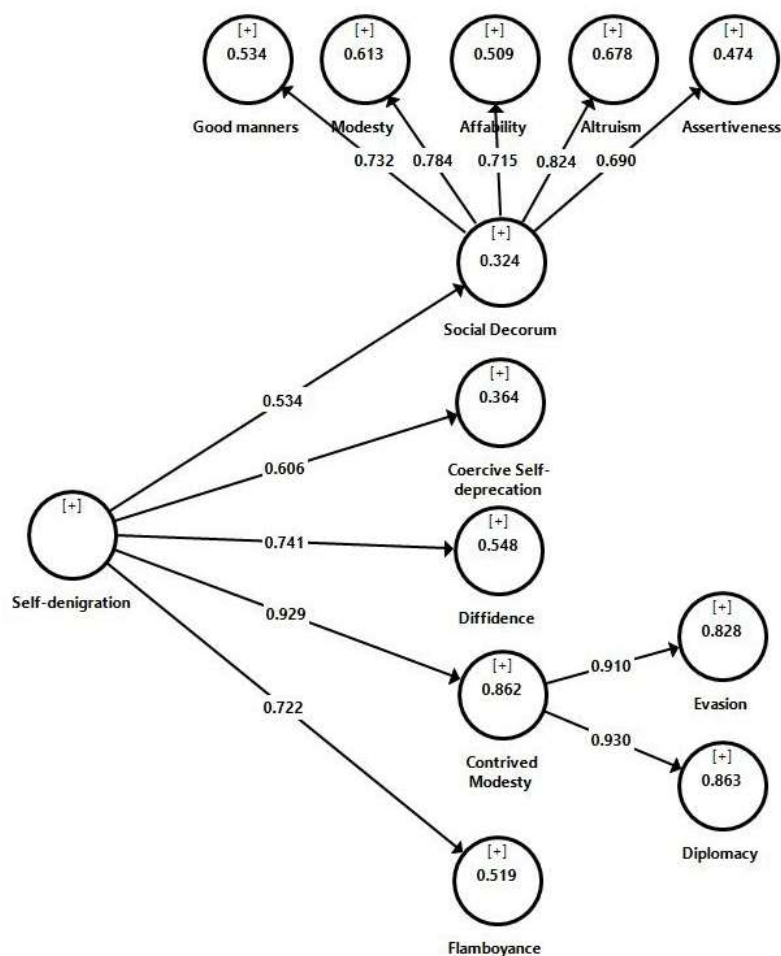 [+] [+] [+] [+] [+]
0.534 0.613 0.509 0.678 0.474
Good manners Modesty Affability Altruism Assertiveness
0.732 0.784 0.715 0.824 0.690
[+]
0.324
Social Decorum
[+]
0.364
0.534
0.606
Coercive Self-
deprecation
[+]
[+]
0.548
0.741
Self-denigration
Diffidence
0.929
[+]
0.828
[+]
0.862
0.910
Evasion
0.722
0.930
Contrived
Modesty
[+]
0.863
Diplomacy
[+]
0.519
Flamboyance